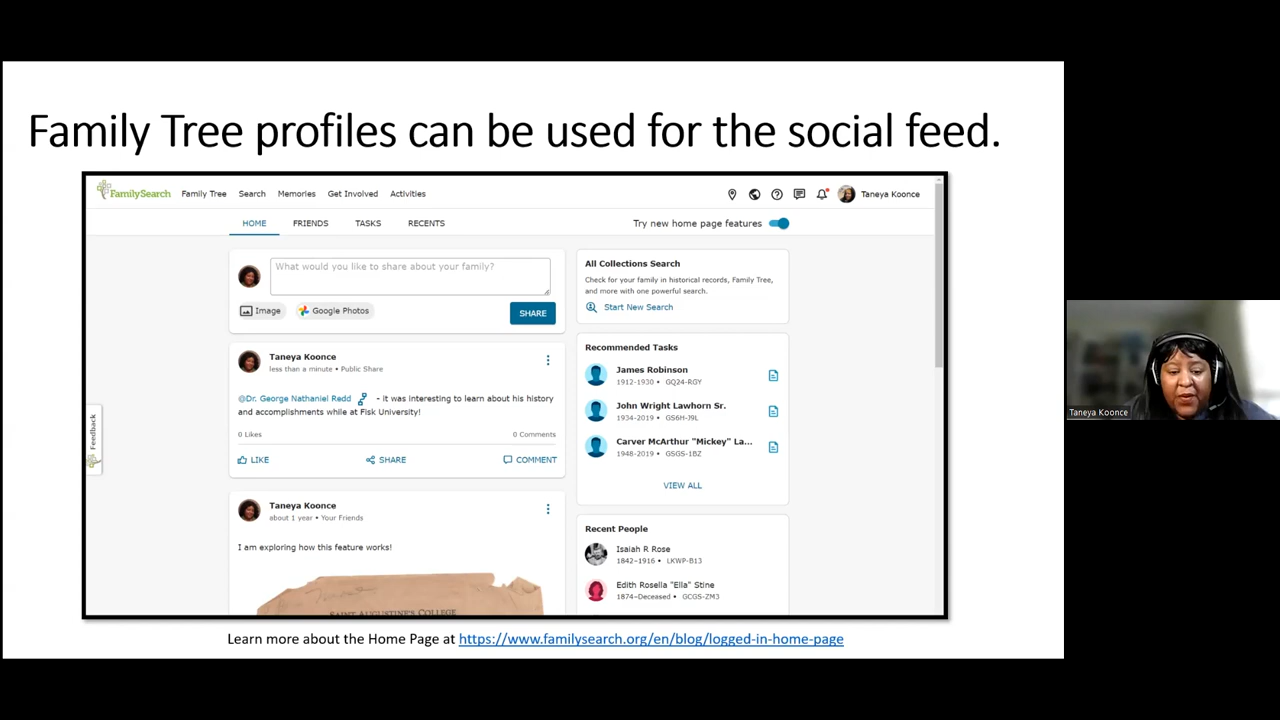 Family Tree profiles can be used for the social feed.
FamilySearch Family Tree Search Memories Get Involved Activities
Taneya Koonce
HOME FRIENDS TASKS RECENTS
Try new home page features
What would you like to share about your family?
Image Google Photos
SHARE
Taneya Koonce
less than a minute • Public Share
@Dr. George Nathaniel Redd - it was interesting to learn about his history
and accomplishments while at Fisk University!
0 Likes 0 Comments
LIKE SHARE COMMENT
Taneya Koonce
about 1 year • Your Friends
I am exploring how this feature works!
SAINT AUGUSTINE'S COLLEGE
All Collections Search
Check for your family in historical records, Family Tree,
and more with one powerful search.
Start New Search
Recommended Tasks
James Robinson
1912-1930 • GQ24-RGY
John Wright Lawhorn Sr.
1934-2019 • GS6H-J9L
Carver McArthur "Mickey" La...
1948-2019 • GSGS-1BZ
VIEW ALL
Recent People
Isaiah R Rose
1842–1916 • LKWP-B13
Edith Rosella "Ella" Stine
1874–Deceased • GCGS-ZM3
Feedback
Learn more about the Home Page at https://www.familysearch.org/en/blog/logged-in-home-page
Taneya Koonce